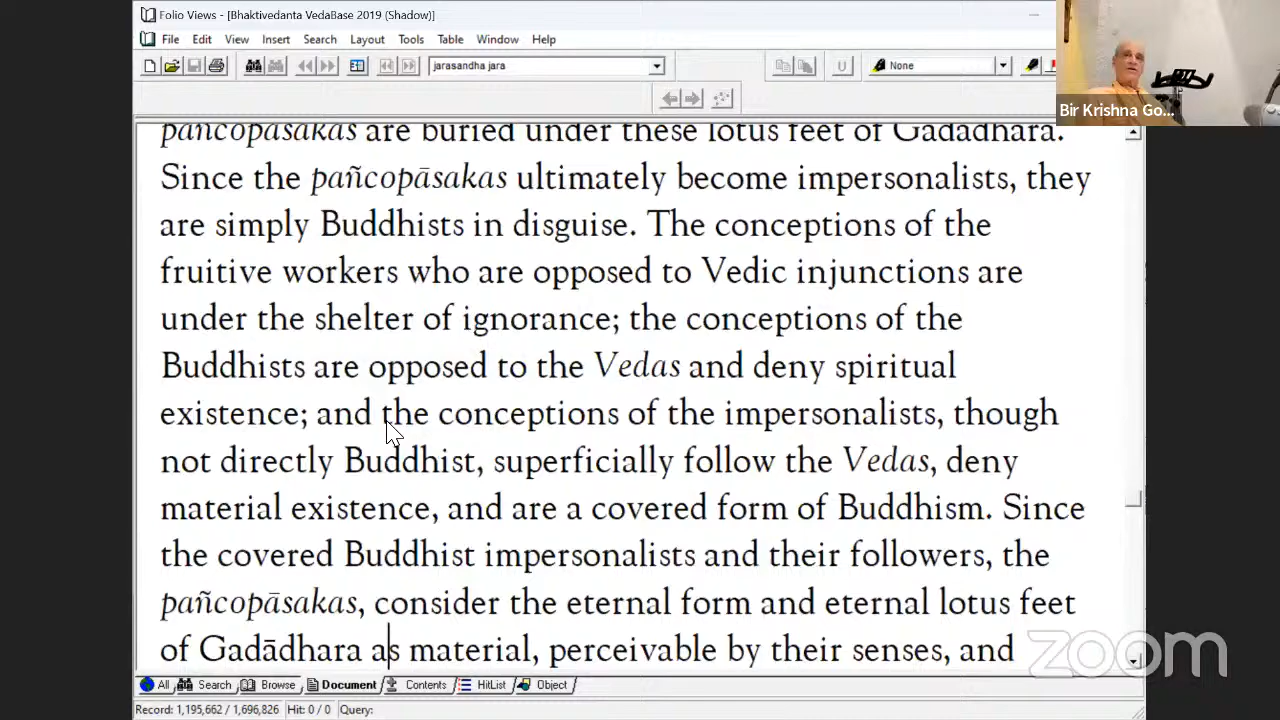 Folio Views - [Bhaktivedanta VedaBase 2019 (Shadow)]
File Edit View Insert Search Layout Tools Table Window Help
jarasandha jara
U
None
Bir Krishna Go...
pañcopāsakas are buried under these lotus feet of Gadādhara.
Since the pañcopāsakas ultimately become impersonalists, they
are simply Buddhists in disguise. The conceptions of the
fruitive workers who are opposed to Vedic injunctions are
under the shelter of ignorance; the conceptions of the
Buddhists are opposed to the Vedas and deny spiritual
existence; and the conceptions of the impersonalists, though
not directly Buddhist, superficially follow the Vedas, deny
material existence, and are a covered form of Buddhism. Since
the covered Buddhist impersonalists and their followers, the
pañcopāsakas, consider the eternal form and eternal lotus feet
of Gadādhara as material, perceivable by their senses, and
zoom
All Search Browse Document Contents HitList Object
Record: 1,195,662 / 1,696,826 Hit: 0 / 0 Query: